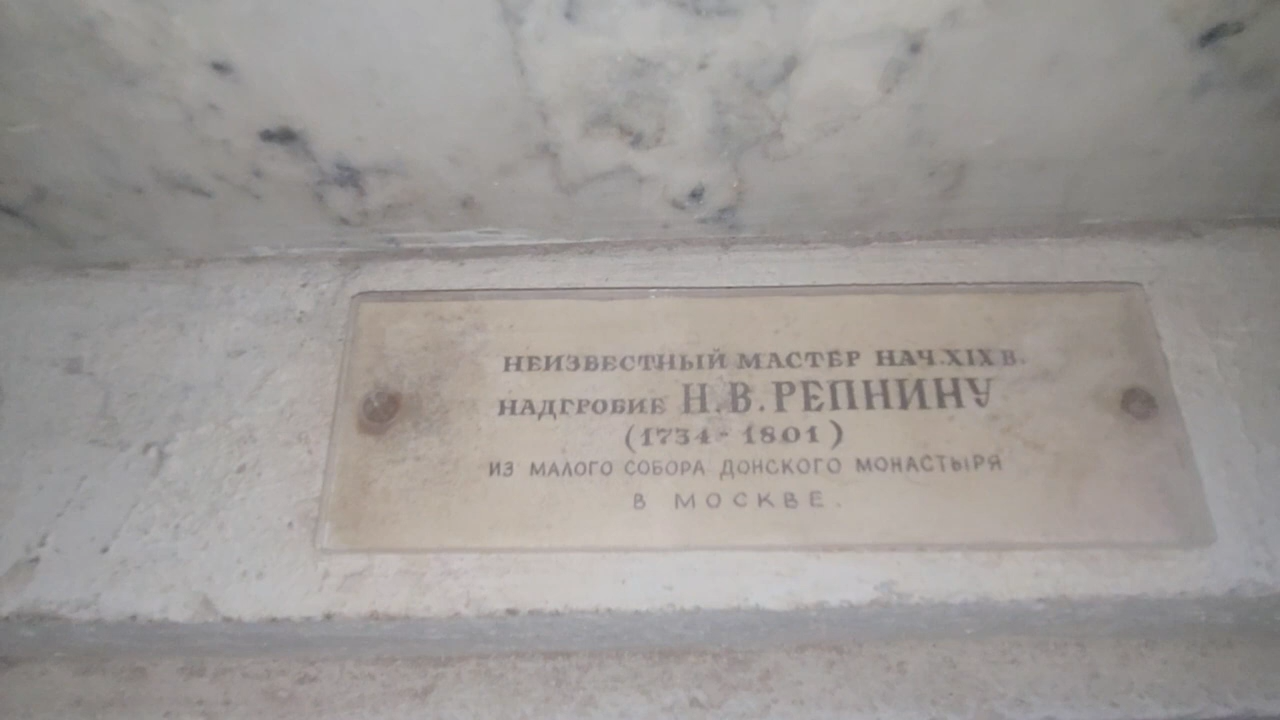 НЕИЗВЕСТНЫЙ МАСТЕР НАЧ.XIX В.
НАДГРОБИЕ Н.В.РЕПНИНУ
(1734-1801)
ИЗ МАЛОГО СОБОРА ДОНСКОГО МОНАСТЫРЯ
В МОСКВЕ.